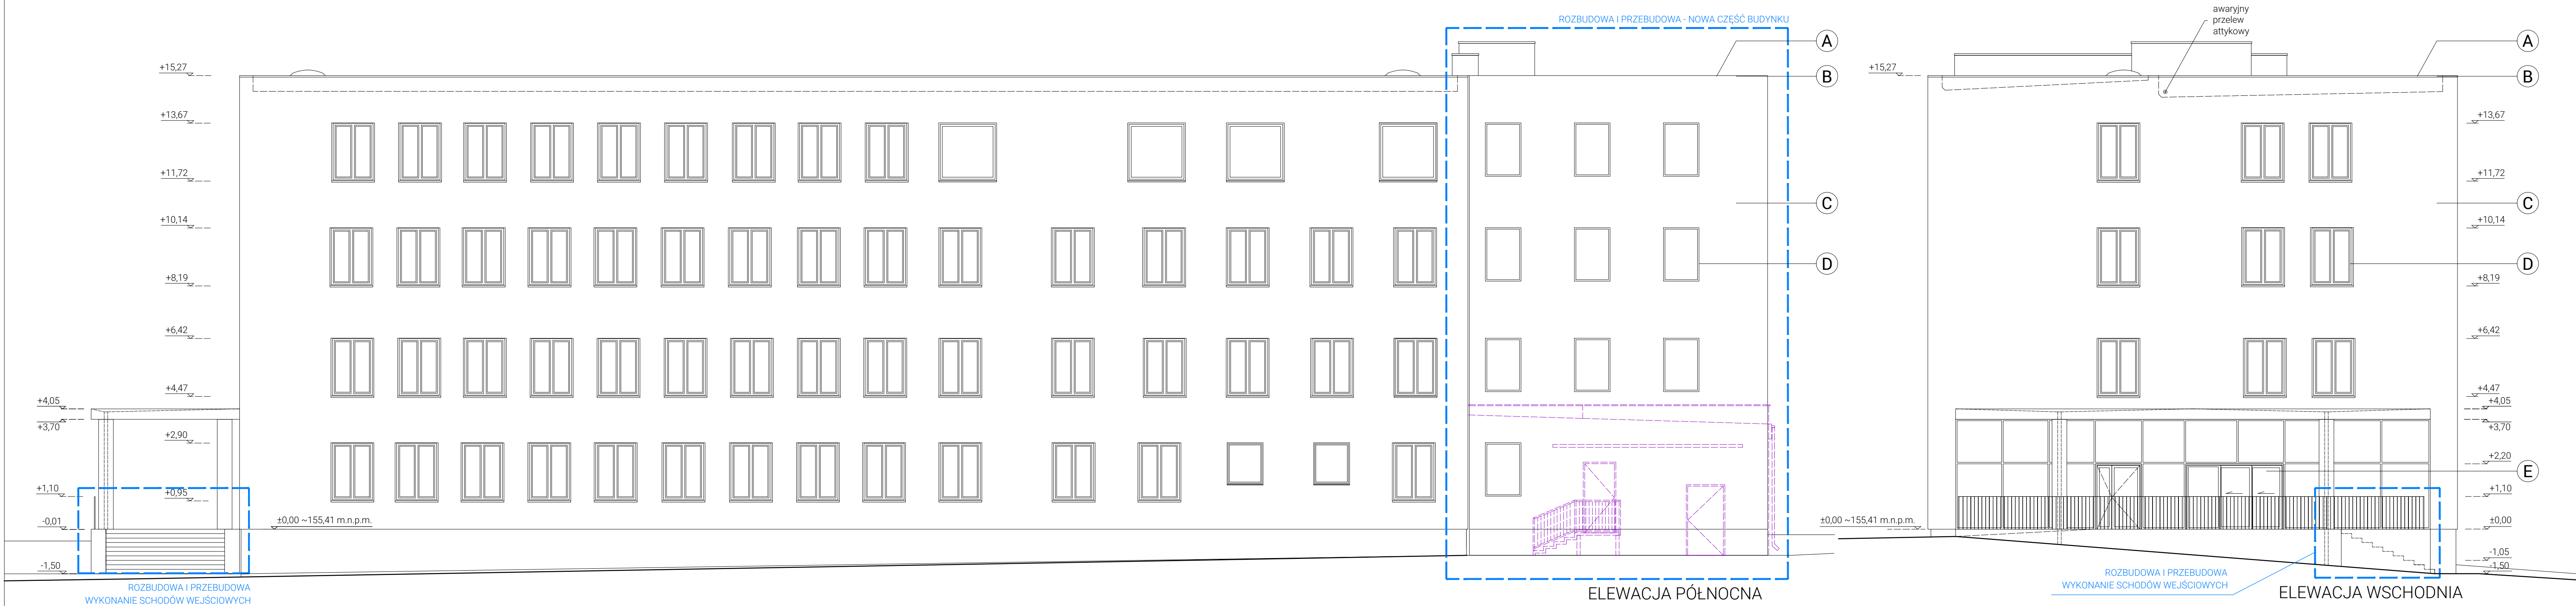 ROZBUDOWA I PRZEBUDOWA - NOWA CZĘŚĆ BUDYNKU
A
B
C
D
+15,27
+13,67
+11,72
+10,14
+8,19
+6,42
+4,47
+4,05
+3,70
+2,90
+1,10
+0,95
-0,01
±0,00 ~155,41 m.n.p.m.
-1,50
ROZBUDOWA I PRZEBUDOWA
WYKONANIE SCHODÓW WEJŚCIOWYCH
ELEWACJA PÓŁNOCNA
awaryjny
przelew
attykowy
A
B
C
D
E
+15,27
+13,67
+11,72
+10,14
+8,19
+6,42
+4,47
+4,05
+3,70
+2,20
+1,10
±0,00 ~155,41 m.n.p.m.
±0,00
-1,05
-1,50
ROZBUDOWA I PRZEBUDOWA
WYKONANIE SCHODÓW WEJŚCIOWYCH
ELEWACJA WSCHODNIA